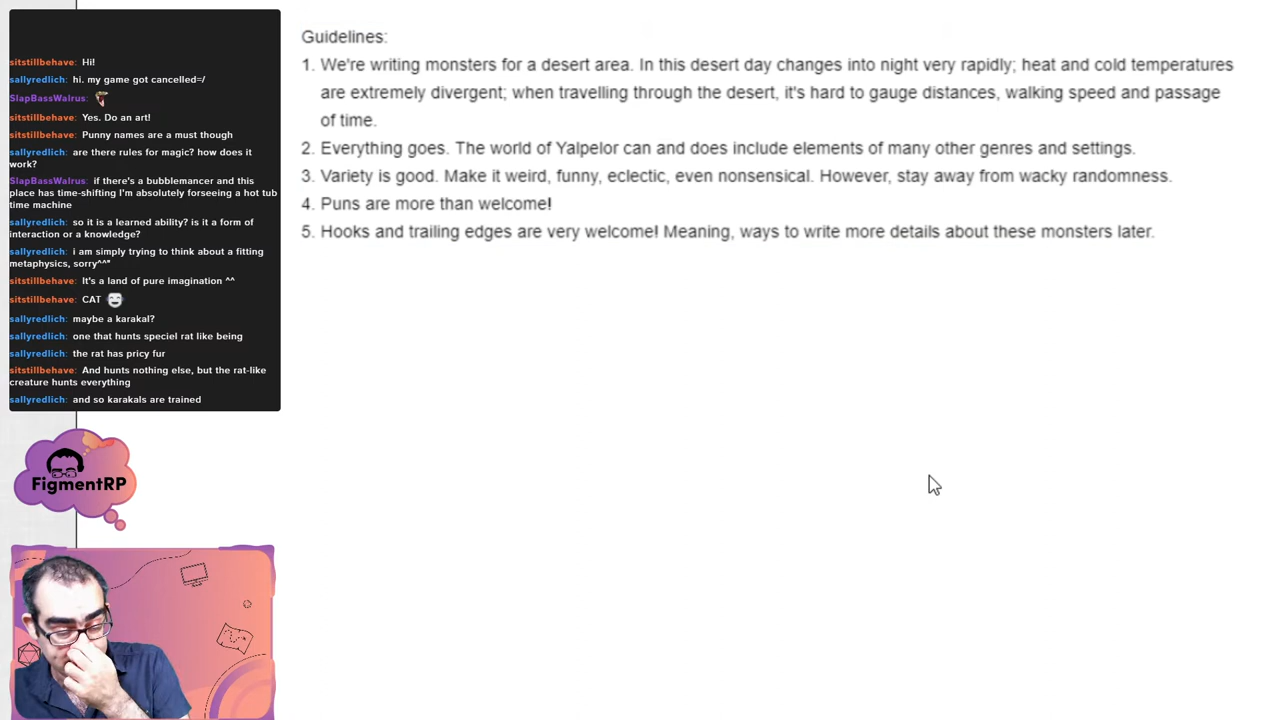 sitstillbehave: Hi!
sallyredlich: hi. my game got cancelled=/
SlapBassWalrus:
sitstillbehave: Yes. Do an art!
sitstillbehave: Punny names are a must though
sallyredlich: are there rules for magic? how does it
work?
SlapBassWalrus: if there's a bubblemancer and this
place has time-shifting I'm absolutely forseeing a hot tub
time machine
sallyredlich: so it is a learned ability? is it a form of
interaction or a knowledge?
sallyredlich: i am simply trying to think about a fitting
metaphysics, sorry^^"
sitstillbehave: It's a land of pure imagination ^^
sitstillbehave: CAT
sallyredlich: maybe a karakal?
sallyredlich: one that hunts speciel rat like being
sallyredlich: the rat has pricy fur
sitstillbehave: And hunts nothing else, but the rat-like
creature hunts everything
sallyredlich: and so karakals are trained
FigmentRP
Guidelines:
1. We're writing monsters for a desert area. In this desert day changes into night very rapidly; heat and cold temperatures
are extremely divergent; when travelling through the desert, it's hard to gauge distances, walking speed and passage
of time.
2. Everything goes. The world of Yalpelor can and does include elements of many other genres and settings.
3. Variety is good. Make it weird, funny, eclectic, even nonsensical. However, stay away from wacky randomness.
4. Puns are more than welcome!
5. Hooks and trailing edges are very welcome! Meaning, ways to write more details about these monsters later.